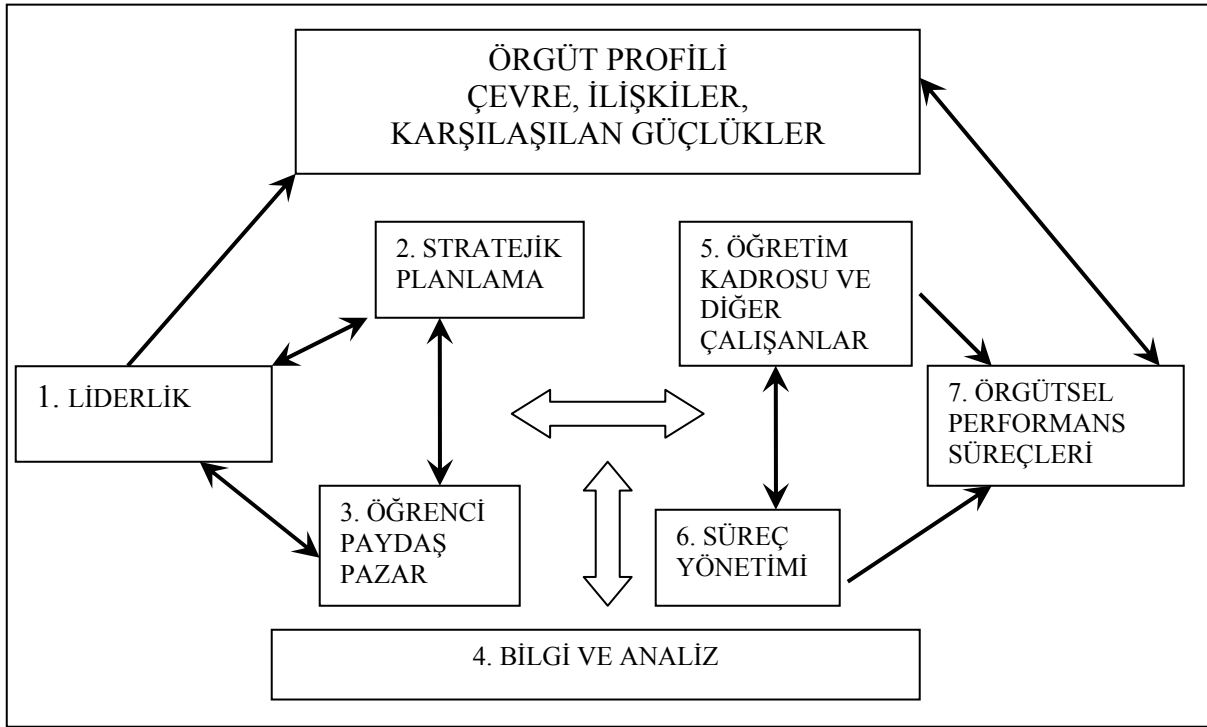 ÖRGÜT PROFİLİ
ÇEVRE, İLİŞKİLER,
KARŞILAŞILAN GÜÇLÜKLER
2. STRATEJİK
PLANLAMA
5. ÖĞRETİM
KADROSU VE
DİĞER
ÇALIŞANLAR
1. LİDERLİK
7. ÖRGÜTSEL
PERFORMANS
SÜREÇLERİ
3. ÖĞRENCİ
PAYDAŞ
PAZAR
6. SÜREÇ
YÖNETİMİ
4. BİLGİ VE ANALİZ